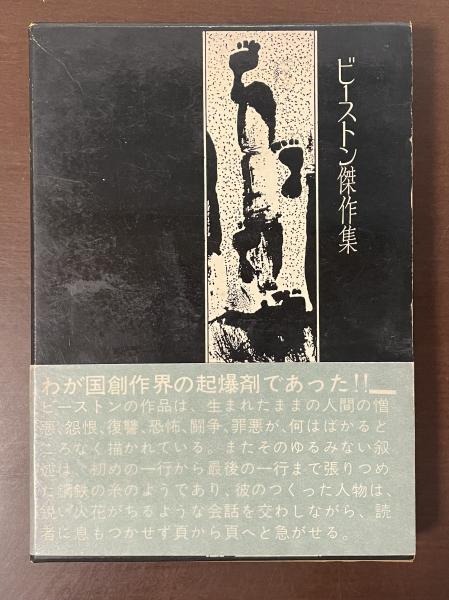 ビーストン傑作集
わが国創作界の起爆剤であった!!
ビーストンの作品は、生まれたままの人間の憎
悪、怨恨、復讐、恐怖、闘争、罪悪が、何はばかると
ころなく描かれている。またそのゆるみない叙
述は、初めの一行から最後の一行まで張りつめ
た鋼鉄の糸のようであり、彼のつくった人物は、
鋭い火花がちるような会話を交わしながら、読
者に息もつかせず頁から頁へと急がせる。